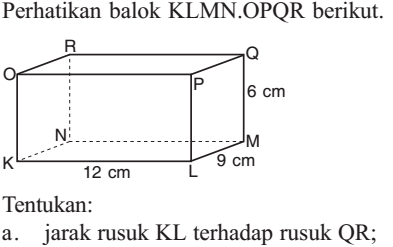 Perhatikan balok KLMN.OPQR berikut.
R
Q
O
P
6 cm
N
M
K
12 cm
L
9 cm
Tentukan:
a. jarak rusuk KL terhadap rusuk QR;